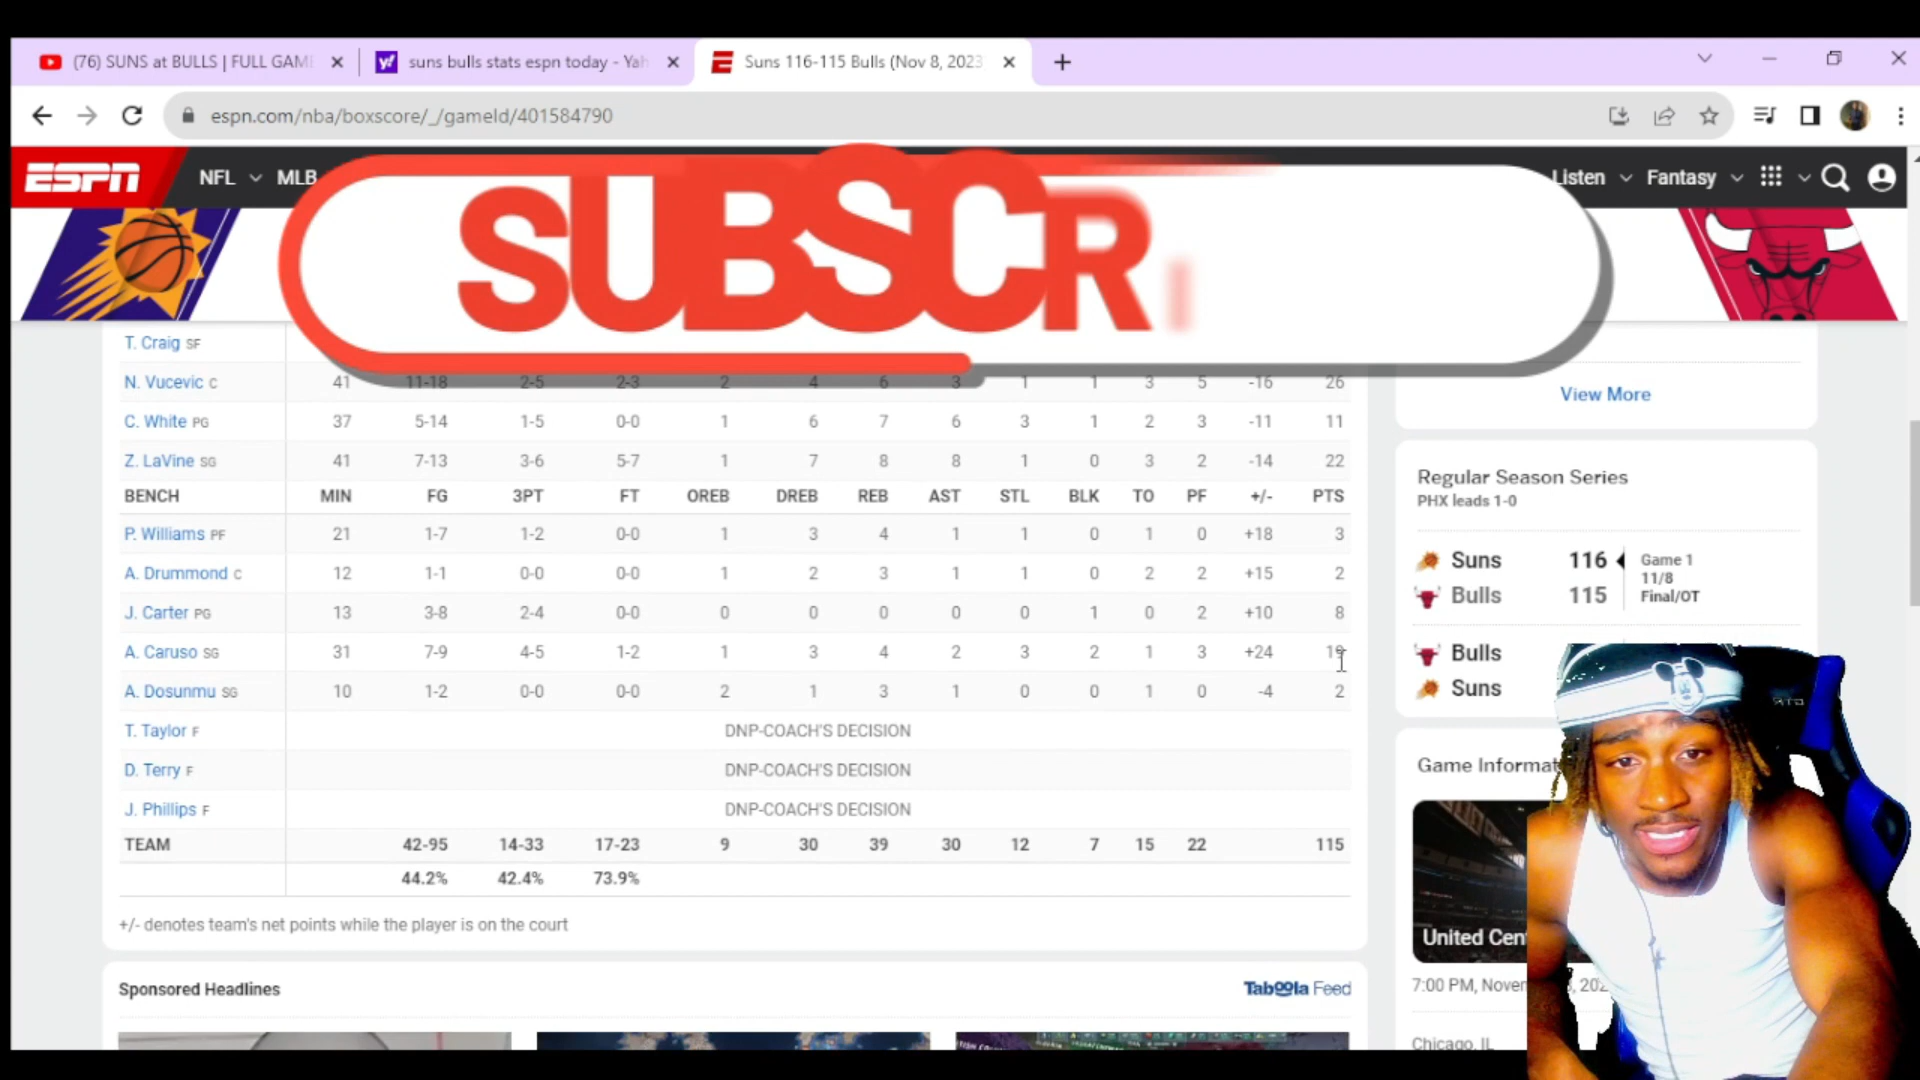 (76) SUNS at BULLS | FULL GAME
suns bulls stats espn today - Yah
Suns 116-115 Bulls (Nov 8, 2023
espn.com/nba/boxscore/_/gameId/401584790
ESPN NFL MLB Listen Fantasy
SUBSCR
T. Craig SF
N. Vucevic C 41 11-18 2-5 2-3 2 4 6 3 1 1 3 5 -16 26
C. White PG 37 5-14 1-5 0-0 1 6 7 6 3 1 2 3 -11 11
Z. LaVine SG 41 7-13 3-6 5-7 1 7 8 8 1 0 3 2 -14 22
BENCH MIN FG 3PT FT OREB DREB REB AST STL BLK TO PF +/- PTS
P. Williams PF 21 1-7 1-2 0-0 1 3 4 1 1 0 1 0 +18 3
A. Drummond C 12 1-1 0-0 0-0 1 2 3 1 1 0 2 2 +15 2
J. Carter PG 13 3-8 2-4 0-0 0 0 0 0 0 1 0 2 +10 8
A. Caruso SG 31 7-9 4-5 1-2 1 3 4 2 3 2 1 3 +24 19
A. Dosunmu SG 10 1-2 0-0 0-0 2 1 3 1 0 0 1 0 -4 2
T. Taylor F DNP-COACH'S DECISION
D. Terry F DNP-COACH'S DECISION
J. Phillips F DNP-COACH'S DECISION
TEAM 42-95 14-33 17-23 9 30 39 30 12 7 15 22 115
44.2% 42.4% 73.9%
+/- denotes team's net points while the player is on the court
Sponsored Headlines
Taboola Feed
View More
Regular Season Series
PHX leads 1-0
Suns 116 Game 1
11/8
Bulls 115 Final/OT
Bulls
Suns
Game Informat
United Cen
7:00 PM, Novem
Chicago, IL